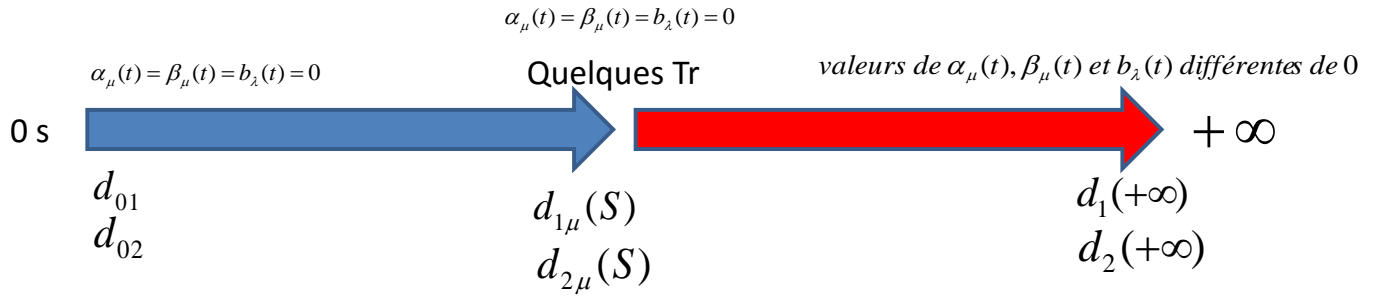 α_μ(t) = β_μ(t) = b_λ(t) = 0
α_μ(t) = β_μ(t) = b_λ(t) = 0
Quelques Tr
valeurs de α_μ(t), β_μ(t) et b_λ(t) différentes de 0
0 s
+ ∞
d_01
d_02
d_1μ(S)
d_2μ(S)
d_1(+∞)
d_2(+∞)